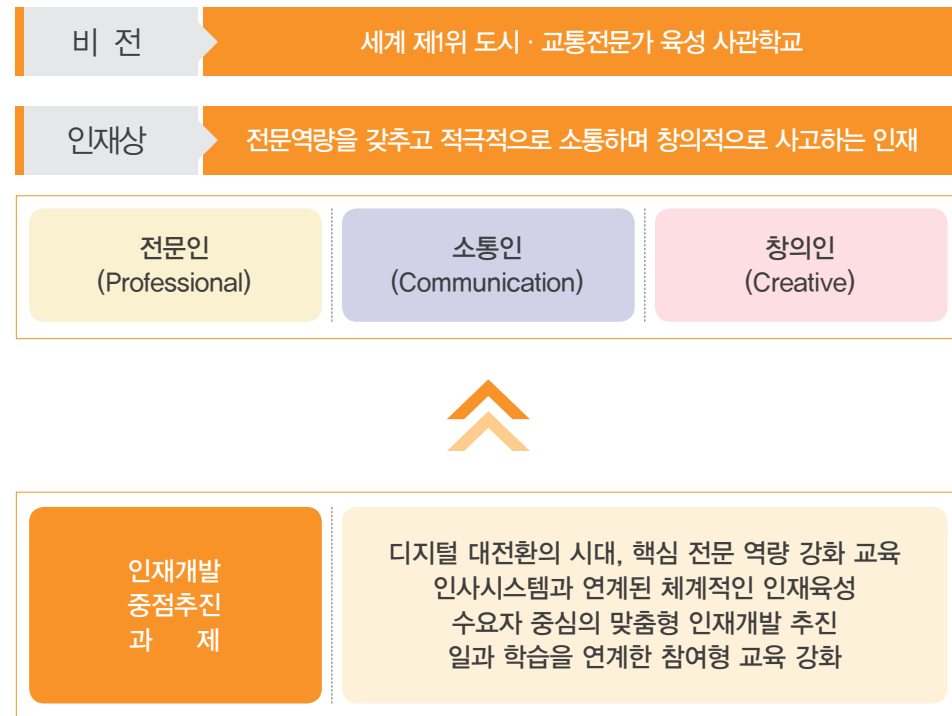 비 전
세계 제1위 도시 · 교통전문가 육성 사관학교
인재상
전문역량을 갖추고 적극적으로 소통하며 창의적으로 사고하는 인재
전문인
(Professional)
소통인
(Communication)
창의인
(Creative)
인재개발
중점추진
과 제
디지털 대전환의 시대, 핵심 전문 역량 강화 교육
인사시스템과 연계된 체계적인 인재육성
수요자 중심의 맞춤형 인재개발 추진
일과 학습을 연계한 참여형 교육 강화